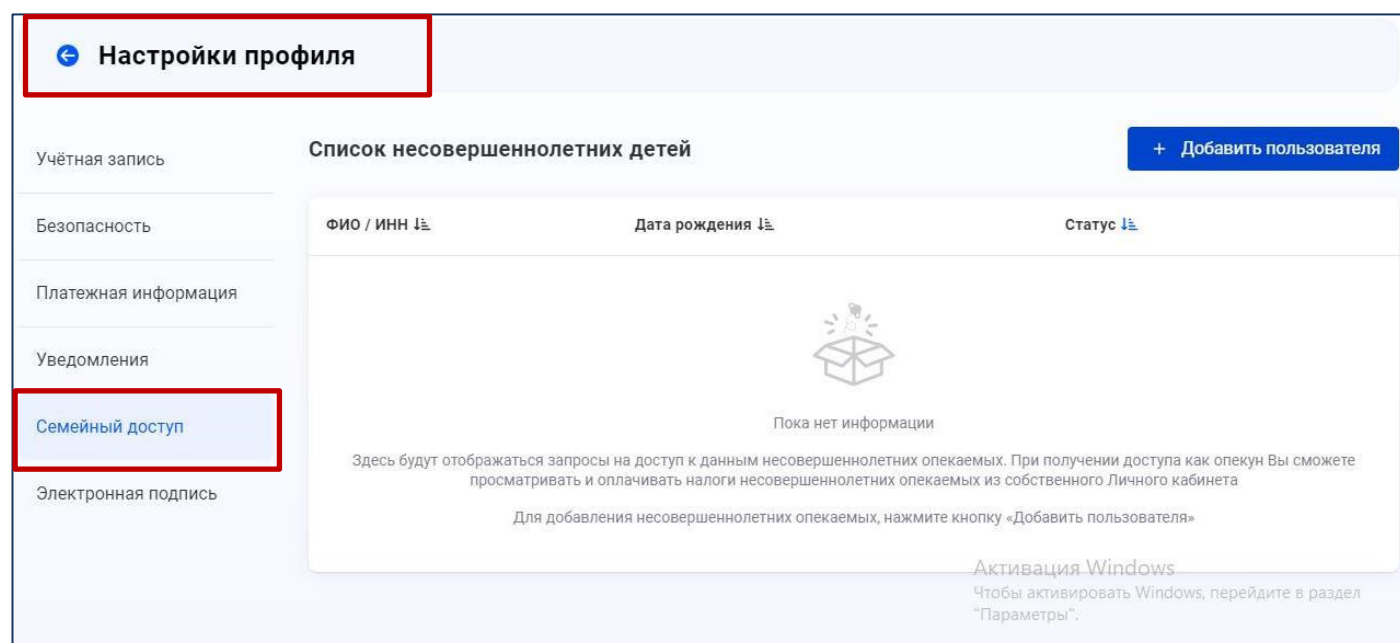 Настройки профиля
Учётная запись
Безопасность
Платежная информация
Уведомления
Семейный доступ
Электронная подпись
Список несовершеннолетних детей
+ Добавить пользователя
ФИО / ИНН Дата рождения Статус
Пока нет информации
Здесь будут отображаться запросы на доступ к данным несовершеннолетних опекаемых. При получении доступа как опекун Вы сможете
просматривать и оплачивать налоги несовершеннолетних опекаемых из собственного Личного кабинета
Для добавления несовершеннолетних опекаемых, нажмите кнопку «Добавить пользователя»
Активация Windows
Чтобы активировать Windows, перейдите в раздел
"Параметры".